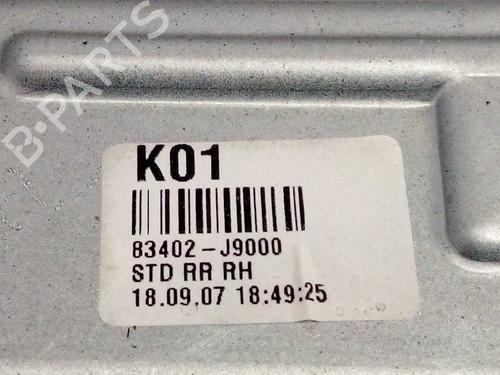 B-PARTS
K01
83402-J9000
STD RR RH
18.09.07 18:49:25